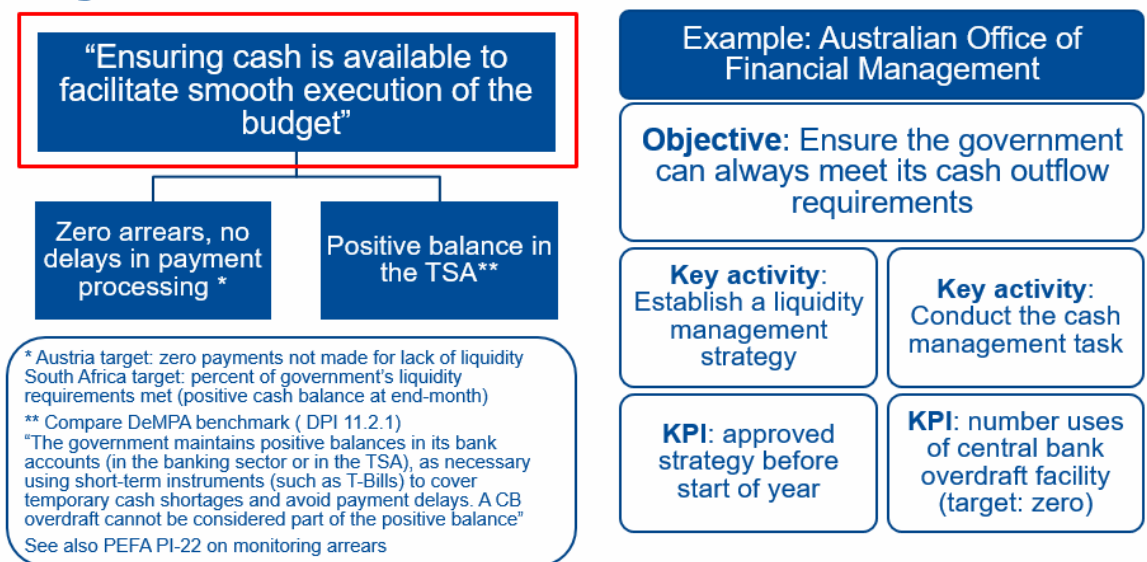 “Ensuring cash is available to
facilitate smooth execution of the
budget”
Zero arrears, no
delays in payment
processing *
Positive balance in
the TSA**
* Austria target: zero payments not made for lack of liquidity
South Africa target: percent of government’s liquidity
requirements met (positive cash balance at end-month)
** Compare DeMPA benchmark ( DPI 11.2.1)
“The government maintains positive balances in its bank
accounts (in the banking sector or in the TSA), as necessary
using short-term instruments (such as T-Bills) to cover
temporary cash shortages and avoid payment delays. A CB
overdraft cannot be considered part of the positive balance”
See also PEFA PI-22 on monitoring arrears
Example: Australian Office of
Financial Management
Objective: Ensure the government
can always meet its cash outflow
requirements
Key activity:
Establish a liquidity
management
strategy
Key activity:
Conduct the cash
management task
KPI: approved
strategy before
start of year
KPI: number uses
of central bank
overdraft facility
(target: zero)